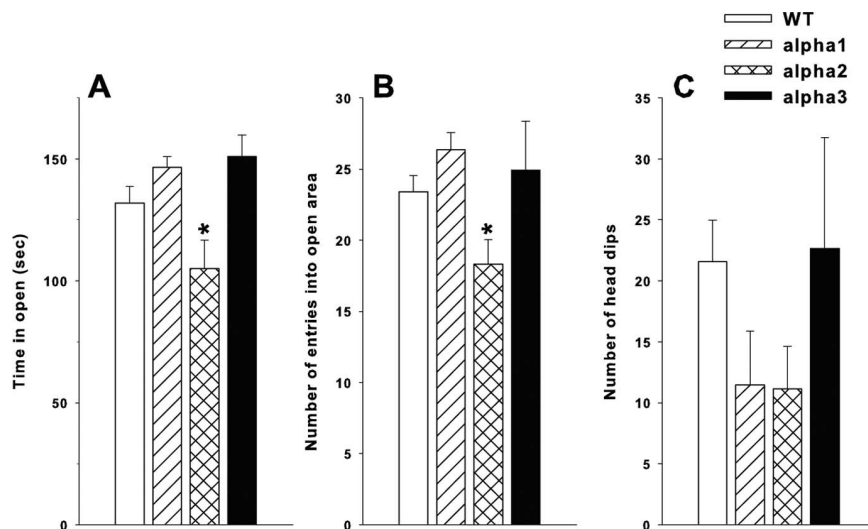 WT
alpha1
alpha2
alpha3
A
Time in open (sec)
150
100
50
0
*
B
Number of entries into open area
30
25
20
15
10
5
0
*
C
Number of head dips
35
30
25
20
15
10
5
0